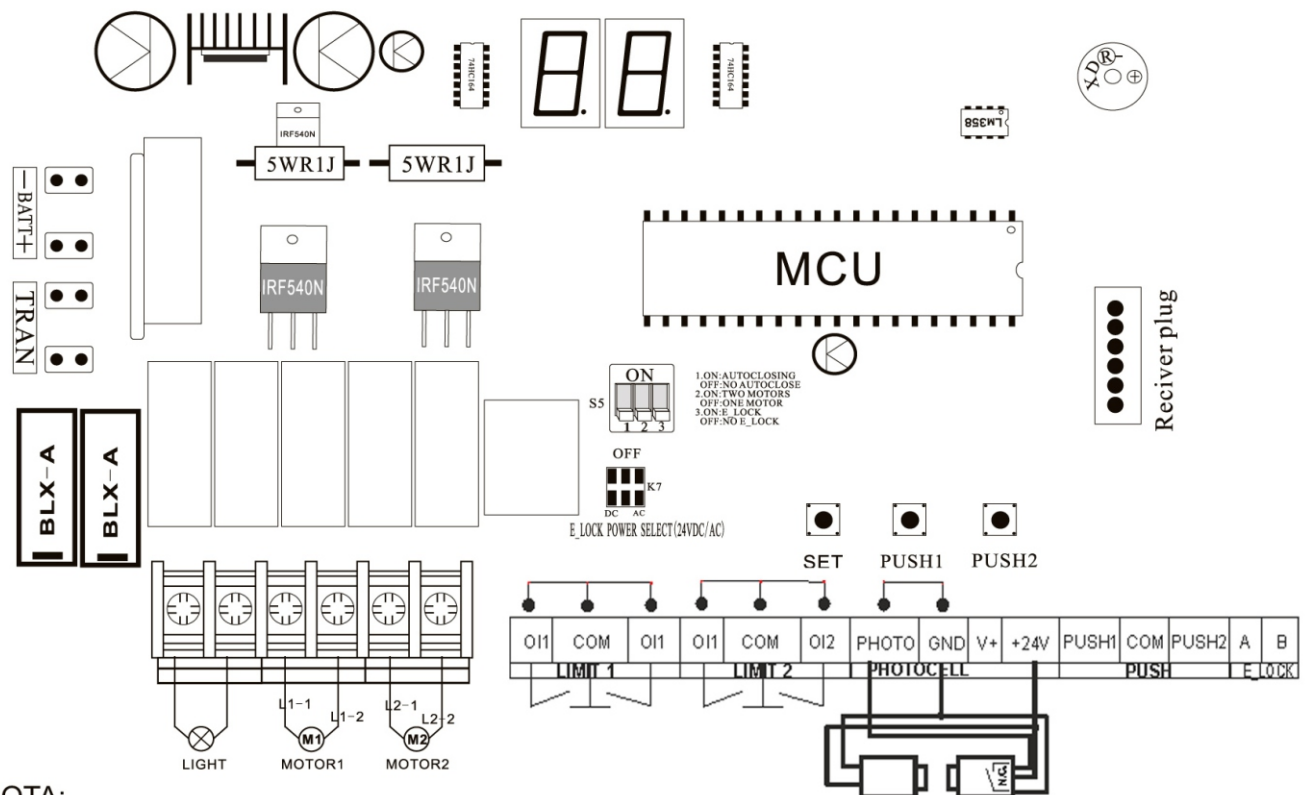 74HC164
74HC164
XD®-
LM358
IRF540N
5WR1J
5WR1J
−BATT+
IRF540N
IRF540N
MCU
TRAN
Reciver plug
ON
S5
1 2 3
1.ON:AUTOCLOSING
OFF:NO AUTOCLOSE
2.ON:TWO MOTORS
OFF:ONE MOTOR
3.ON:E_LOCK
OFF:NO E_LOCK
BLX-A
BLX-A
OFF
K7
DC AC
E_LOCK POWER SELECT(24VDC/AC)
SET PUSH1 PUSH2
OI1 COM OI1 OI1 COM OI2 PHOTO GND V+ +24V PUSH1 COM PUSH2 A B
LIMIT 1 LIMIT 2 PHOTOCELL PUSH E_LOCK
L1-1 L1-2 L2-1 L2-2
M1 M2
LIGHT MOTOR1 MOTOR2
N.C.